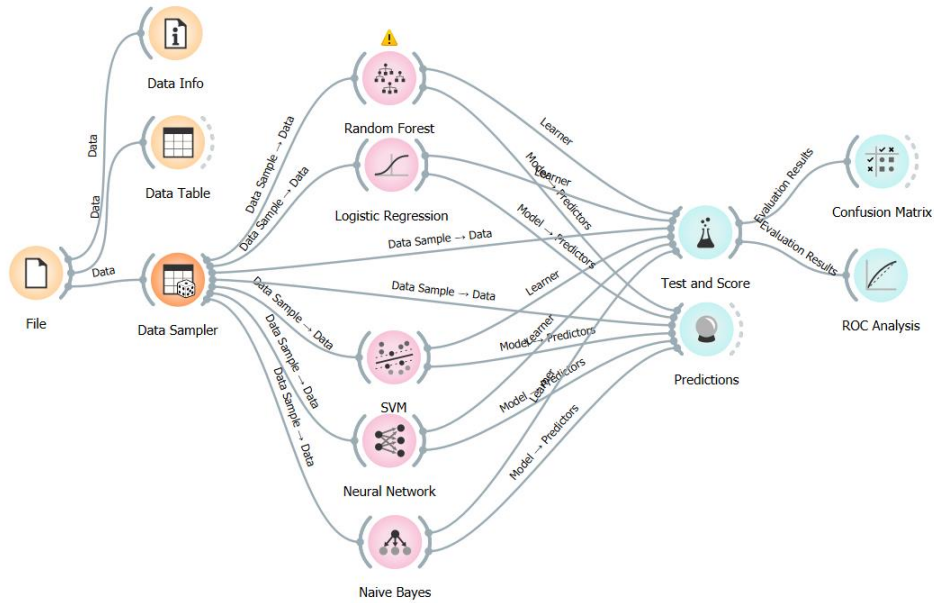 Data Info
Data
Data Table
Data
File
Data
Data Sampler
Random Forest
Data Sample → Data
Logistic Regression
Data Sample → Data
Data Sample → Data
Data Sample → Data
Data Sample → Data
SVM
Data Sample → Data
Neural Network
Data Sample → Data
Naive Bayes
Learner
Model → Predictors
Learner
Model → Predictors
Learner
Model → Predictors
Learner
Model → Predictors
Learner
Model → Predictors
Test and Score
Predictions
Evaluation Results
Confusion Matrix
Evaluation Results
ROC Analysis